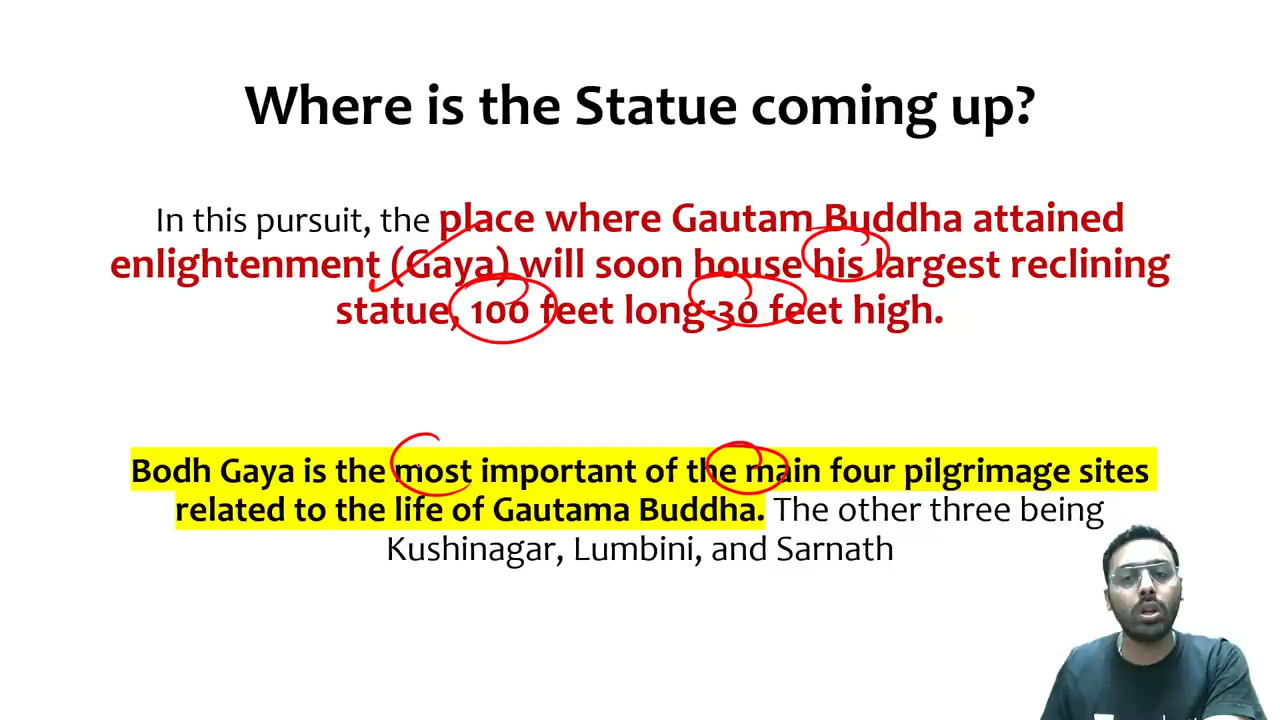 Where is the Statue coming up?
In this pursuit, the place where Gautam Buddha attained
enlightenment (Gaya) will soon house his largest reclining
statue, 100 feet long-30 feet high.
Bodh Gaya is the most important of the main four pilgrimage sites
related to the life of Gautama Buddha. The other three being
Kushinagar, Lumbini, and Sarnath